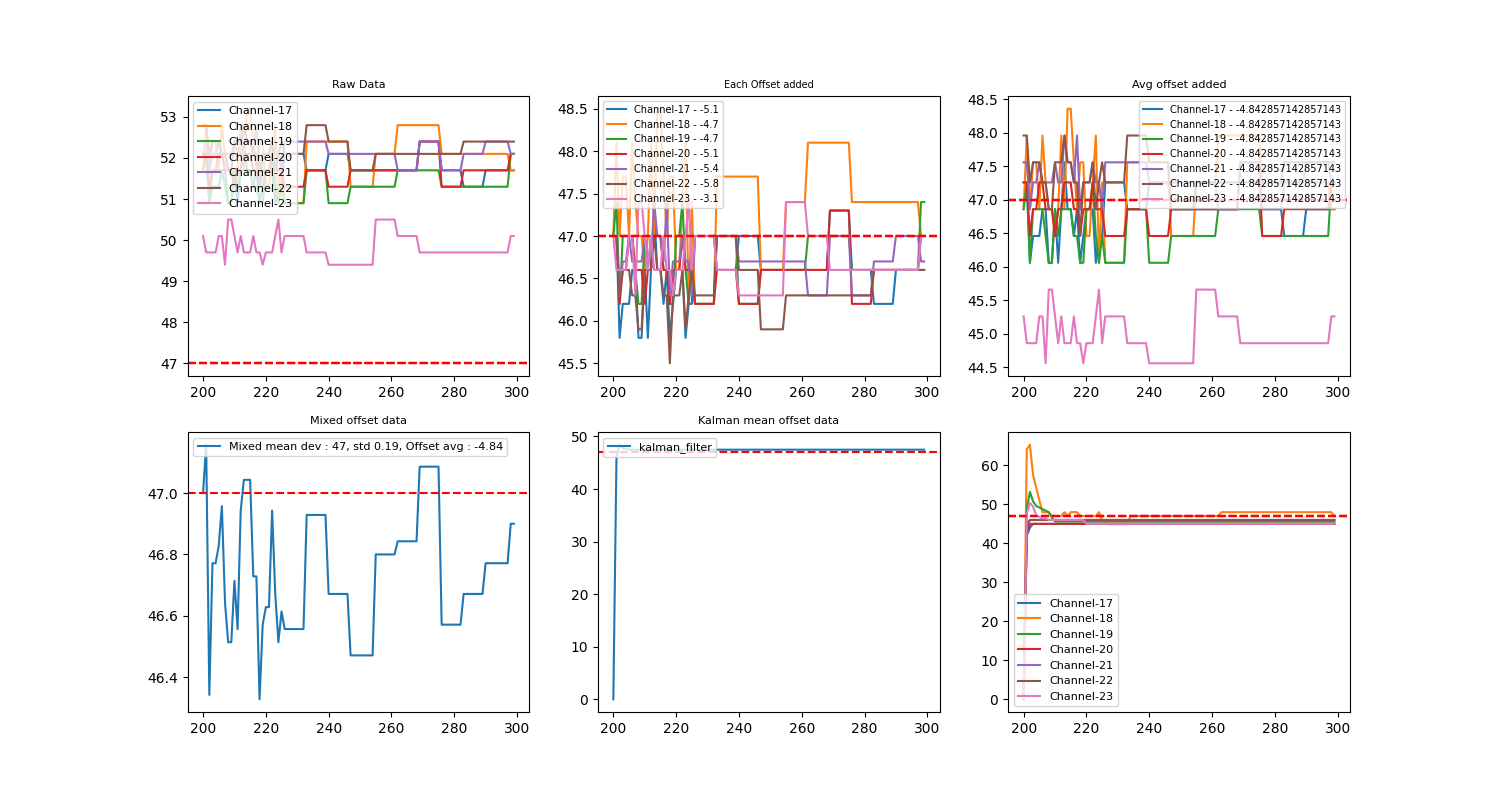 Raw Data
53
52
51
50
49
48
47
Channel-17
Channel-18
Channel-19
Channel-20
Channel-21
Channel-22
Channel-23
200 220 240 260 280 300
Each Offset added
48.5
48.0
47.5
47.0
46.5
46.0
45.5
Channel-17 - -5.1
Channel-18 - -4.7
Channel-19 - -4.7
Channel-20 - -5.1
Channel-21 - -5.4
Channel-22 - -5.8
Channel-23 - -3.1
200 220 240 260 280 300
Avg offset added
48.5
48.0
47.5
47.0
46.5
46.0
45.5
45.0
44.5
Channel-17 - -4.842857142857143
Channel-18 - -4.842857142857143
Channel-19 - -4.842857142857143
Channel-20 - -4.842857142857143
Channel-21 - -4.842857142857143
Channel-22 - -4.842857142857143
Channel-23 - -4.842857142857143
200 220 240 260 280 300
Mixed offset data
47.0
46.8
46.6
46.4
Mixed mean dev : 47, std 0.19, Offset avg : -4.84
200 220 240 260 280 300
Kalman mean offset data
50
40
30
20
10
0
kalman_filter
200 220 240 260 280 300
60
50
40
30
20
10
0
Channel-17
Channel-18
Channel-19
Channel-20
Channel-21
Channel-22
Channel-23
200 220 240 260 280 300